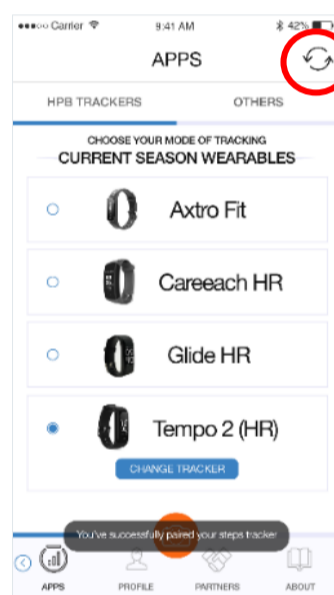 Carrier 9:41 AM 42%
APPS
HPB TRACKERS OTHERS
CHOOSE YOUR MODE OF TRACKING
CURRENT SEASON WEARABLES
Axtro Fit
Careeach HR
Glide HR
Tempo 2 (HR)
CHANGE TRACKER
You've successfully paired your steps tracker
APPS PROFILE PARTNERS ABOUT